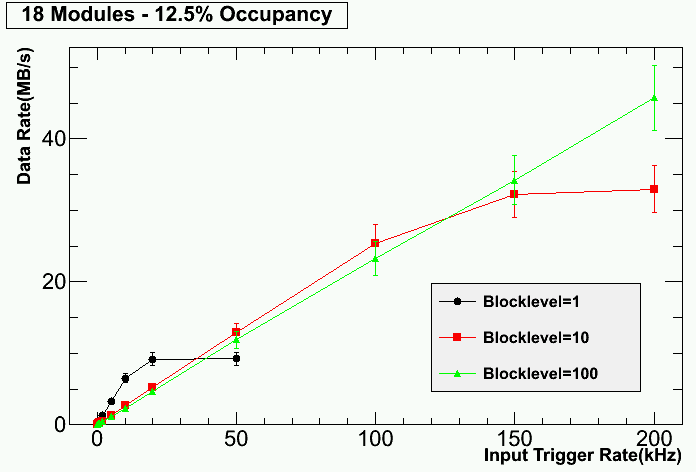 18 Modules - 12.5% Occupancy
Data Rate(MB/s)
40
20
0
Blocklevel=1
Blocklevel=10
Blocklevel=100
0 50 100 150 200
Input Trigger Rate(kHz)